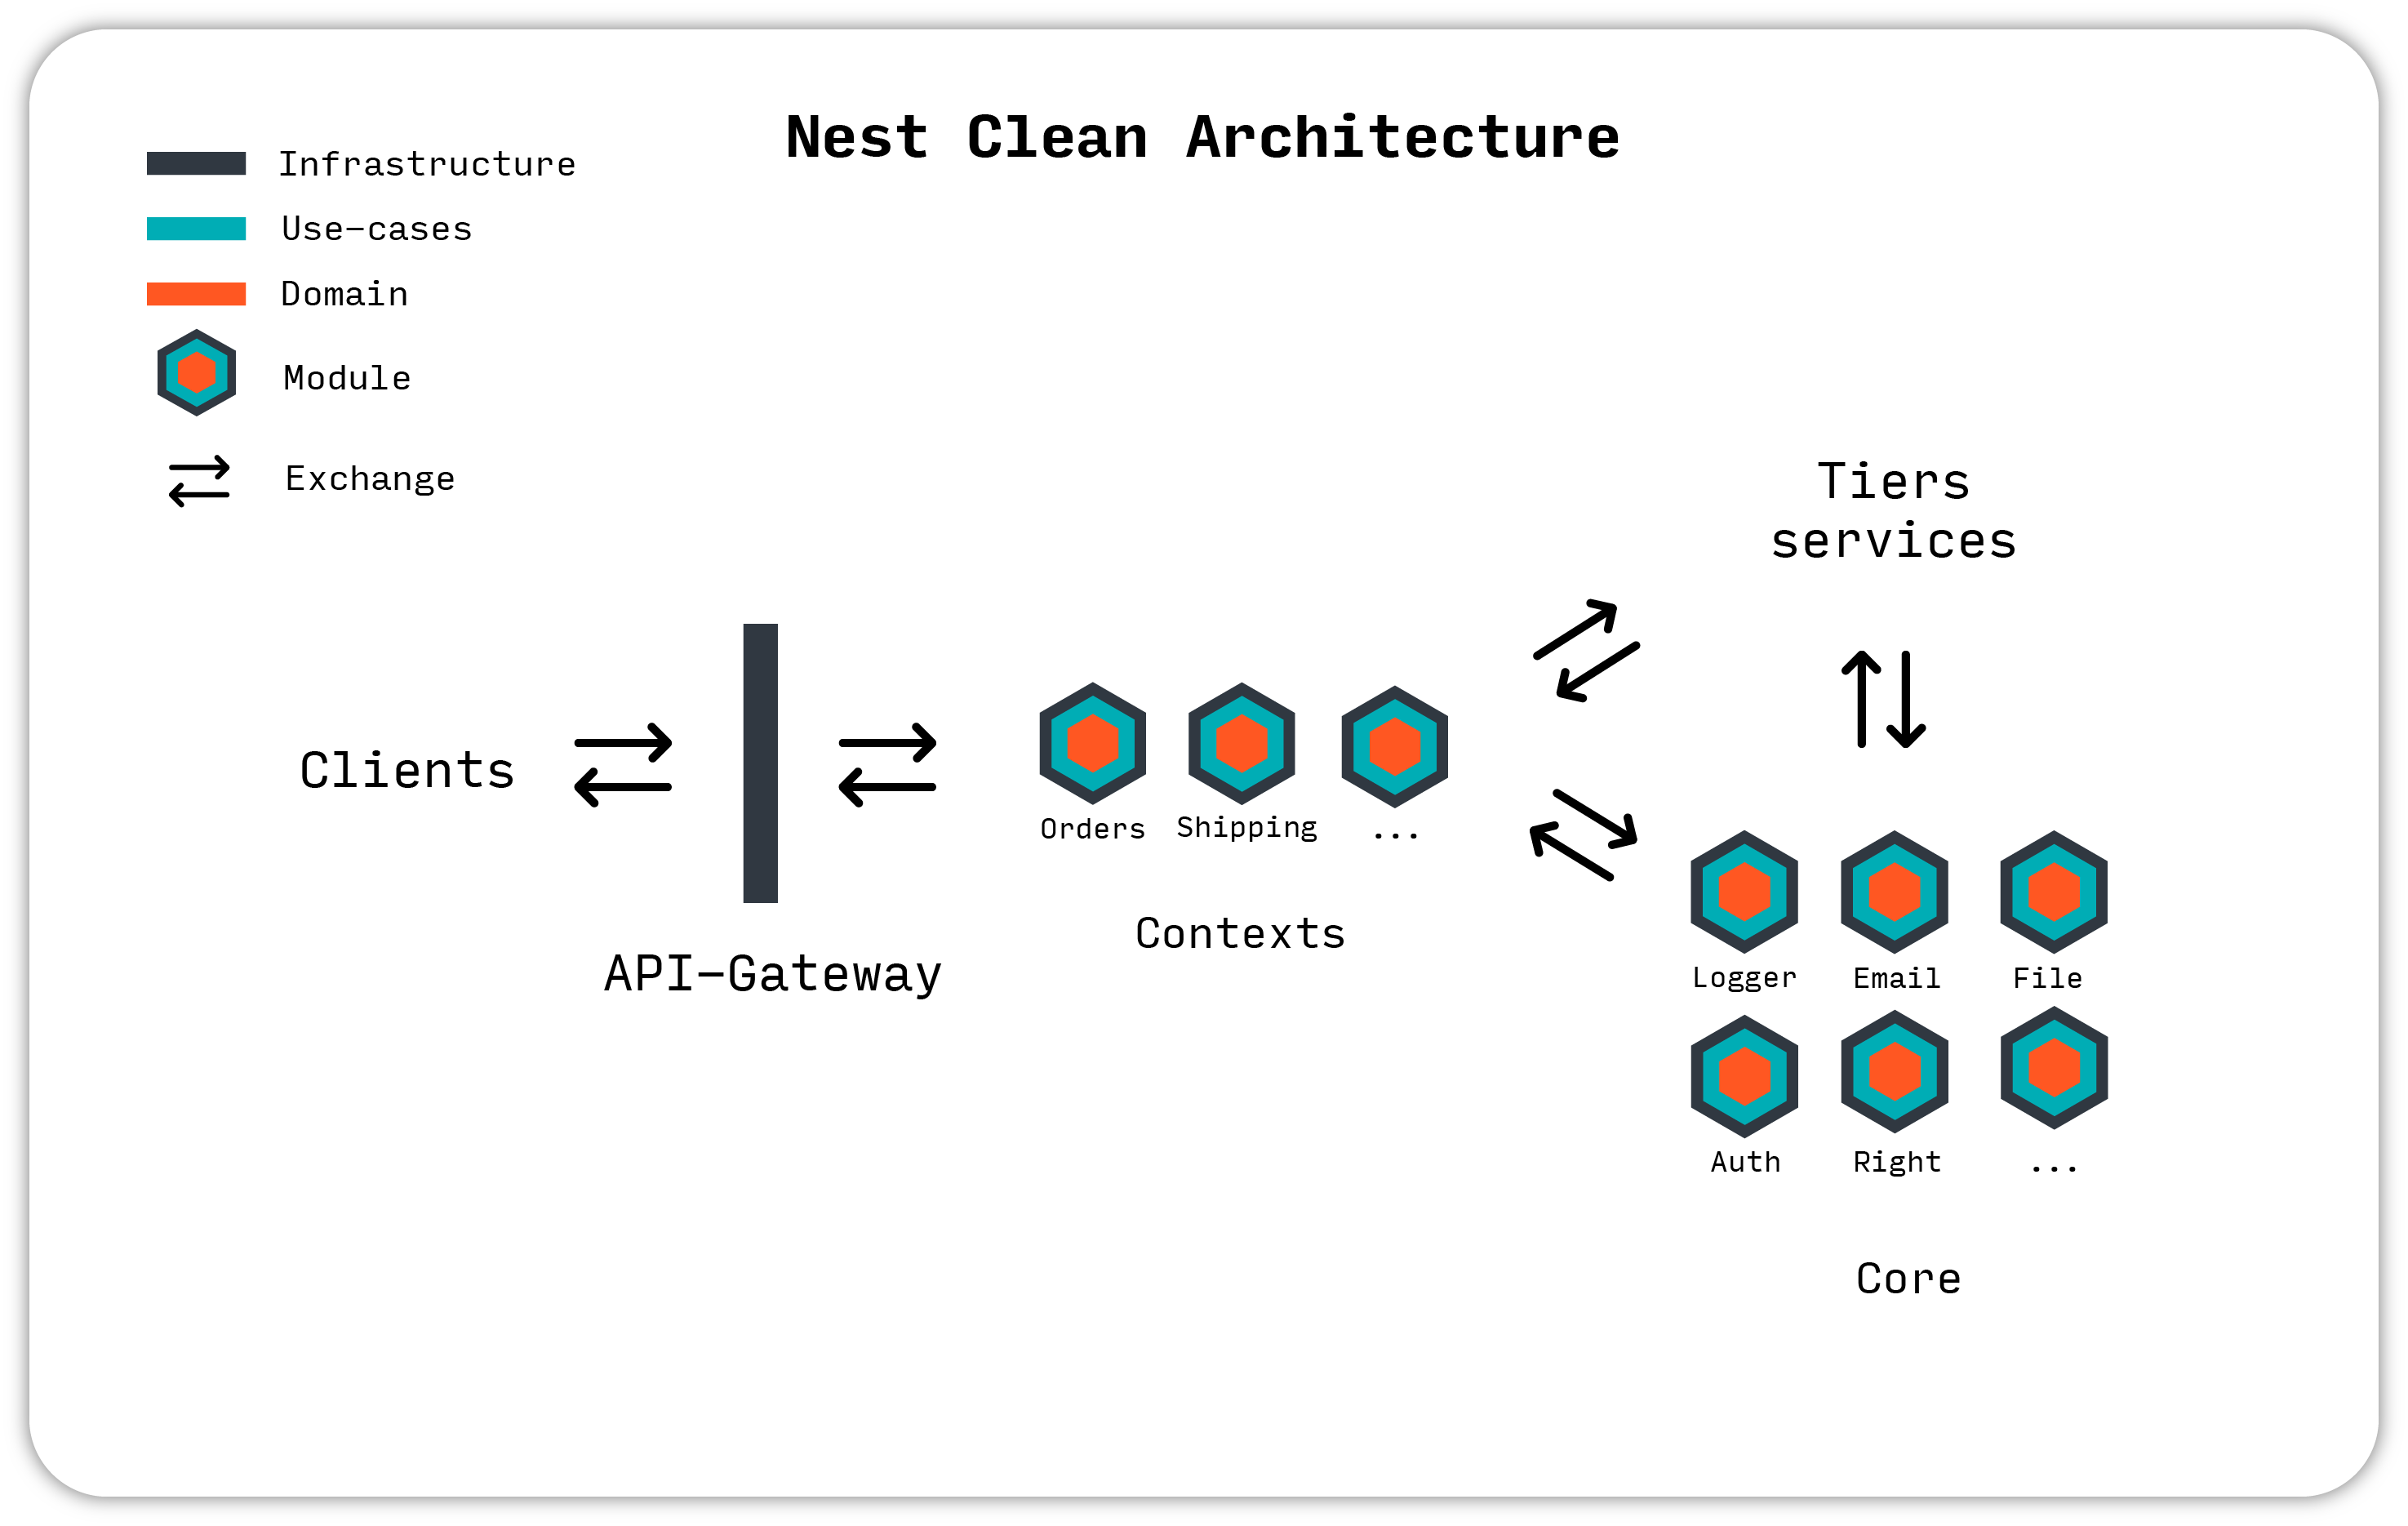 Nest Clean Architecture
Infrastructure
Use-cases
Domain
Module
Exchange
Tiers
services
Clients
API-Gateway
Orders
Shipping
...
Contexts
Logger
Email
File
Auth
Right
...
Core